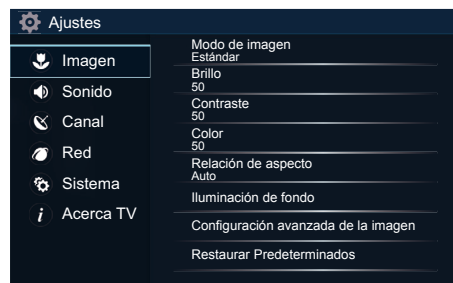 Ajustes
Imagen
Sonido
Canal
Red
Sistema
i Acerca TV
Modo de imagen
Estándar
Brillo
50
Contraste
50
Color
50
Relación de aspecto
Auto
Iluminación de fondo
Configuración avanzada de la imagen
Restaurar Predeterminados